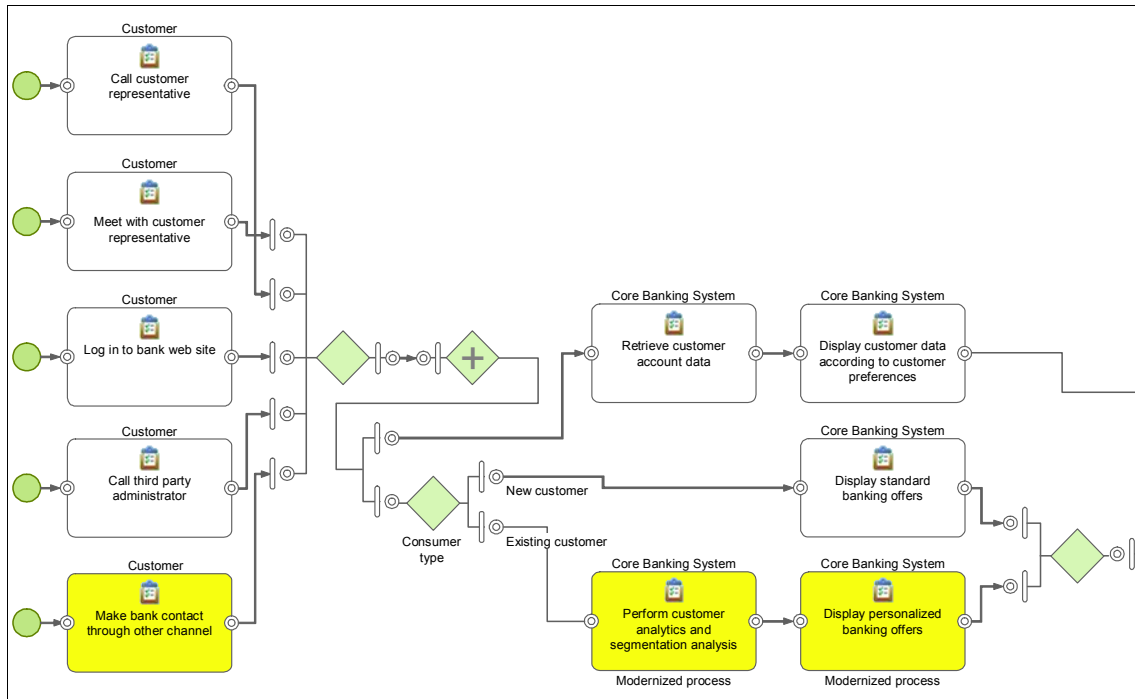 Customer
Call customer
representative
Customer
Meet with customer
representative
Customer
Log in to bank web site
Customer
Call third party
administrator
Customer
Make bank contact
through other channel
Consumer
type
New customer
Existing customer
Core Banking System
Retrieve customer
account data
Core Banking System
Display customer data
according to customer
preferences
Core Banking System
Display standard
banking offers
Core Banking System
Perform customer
analytics and
segmentation analysis
Modernized process
Core Banking System
Display personalized
banking offers
Modernized process